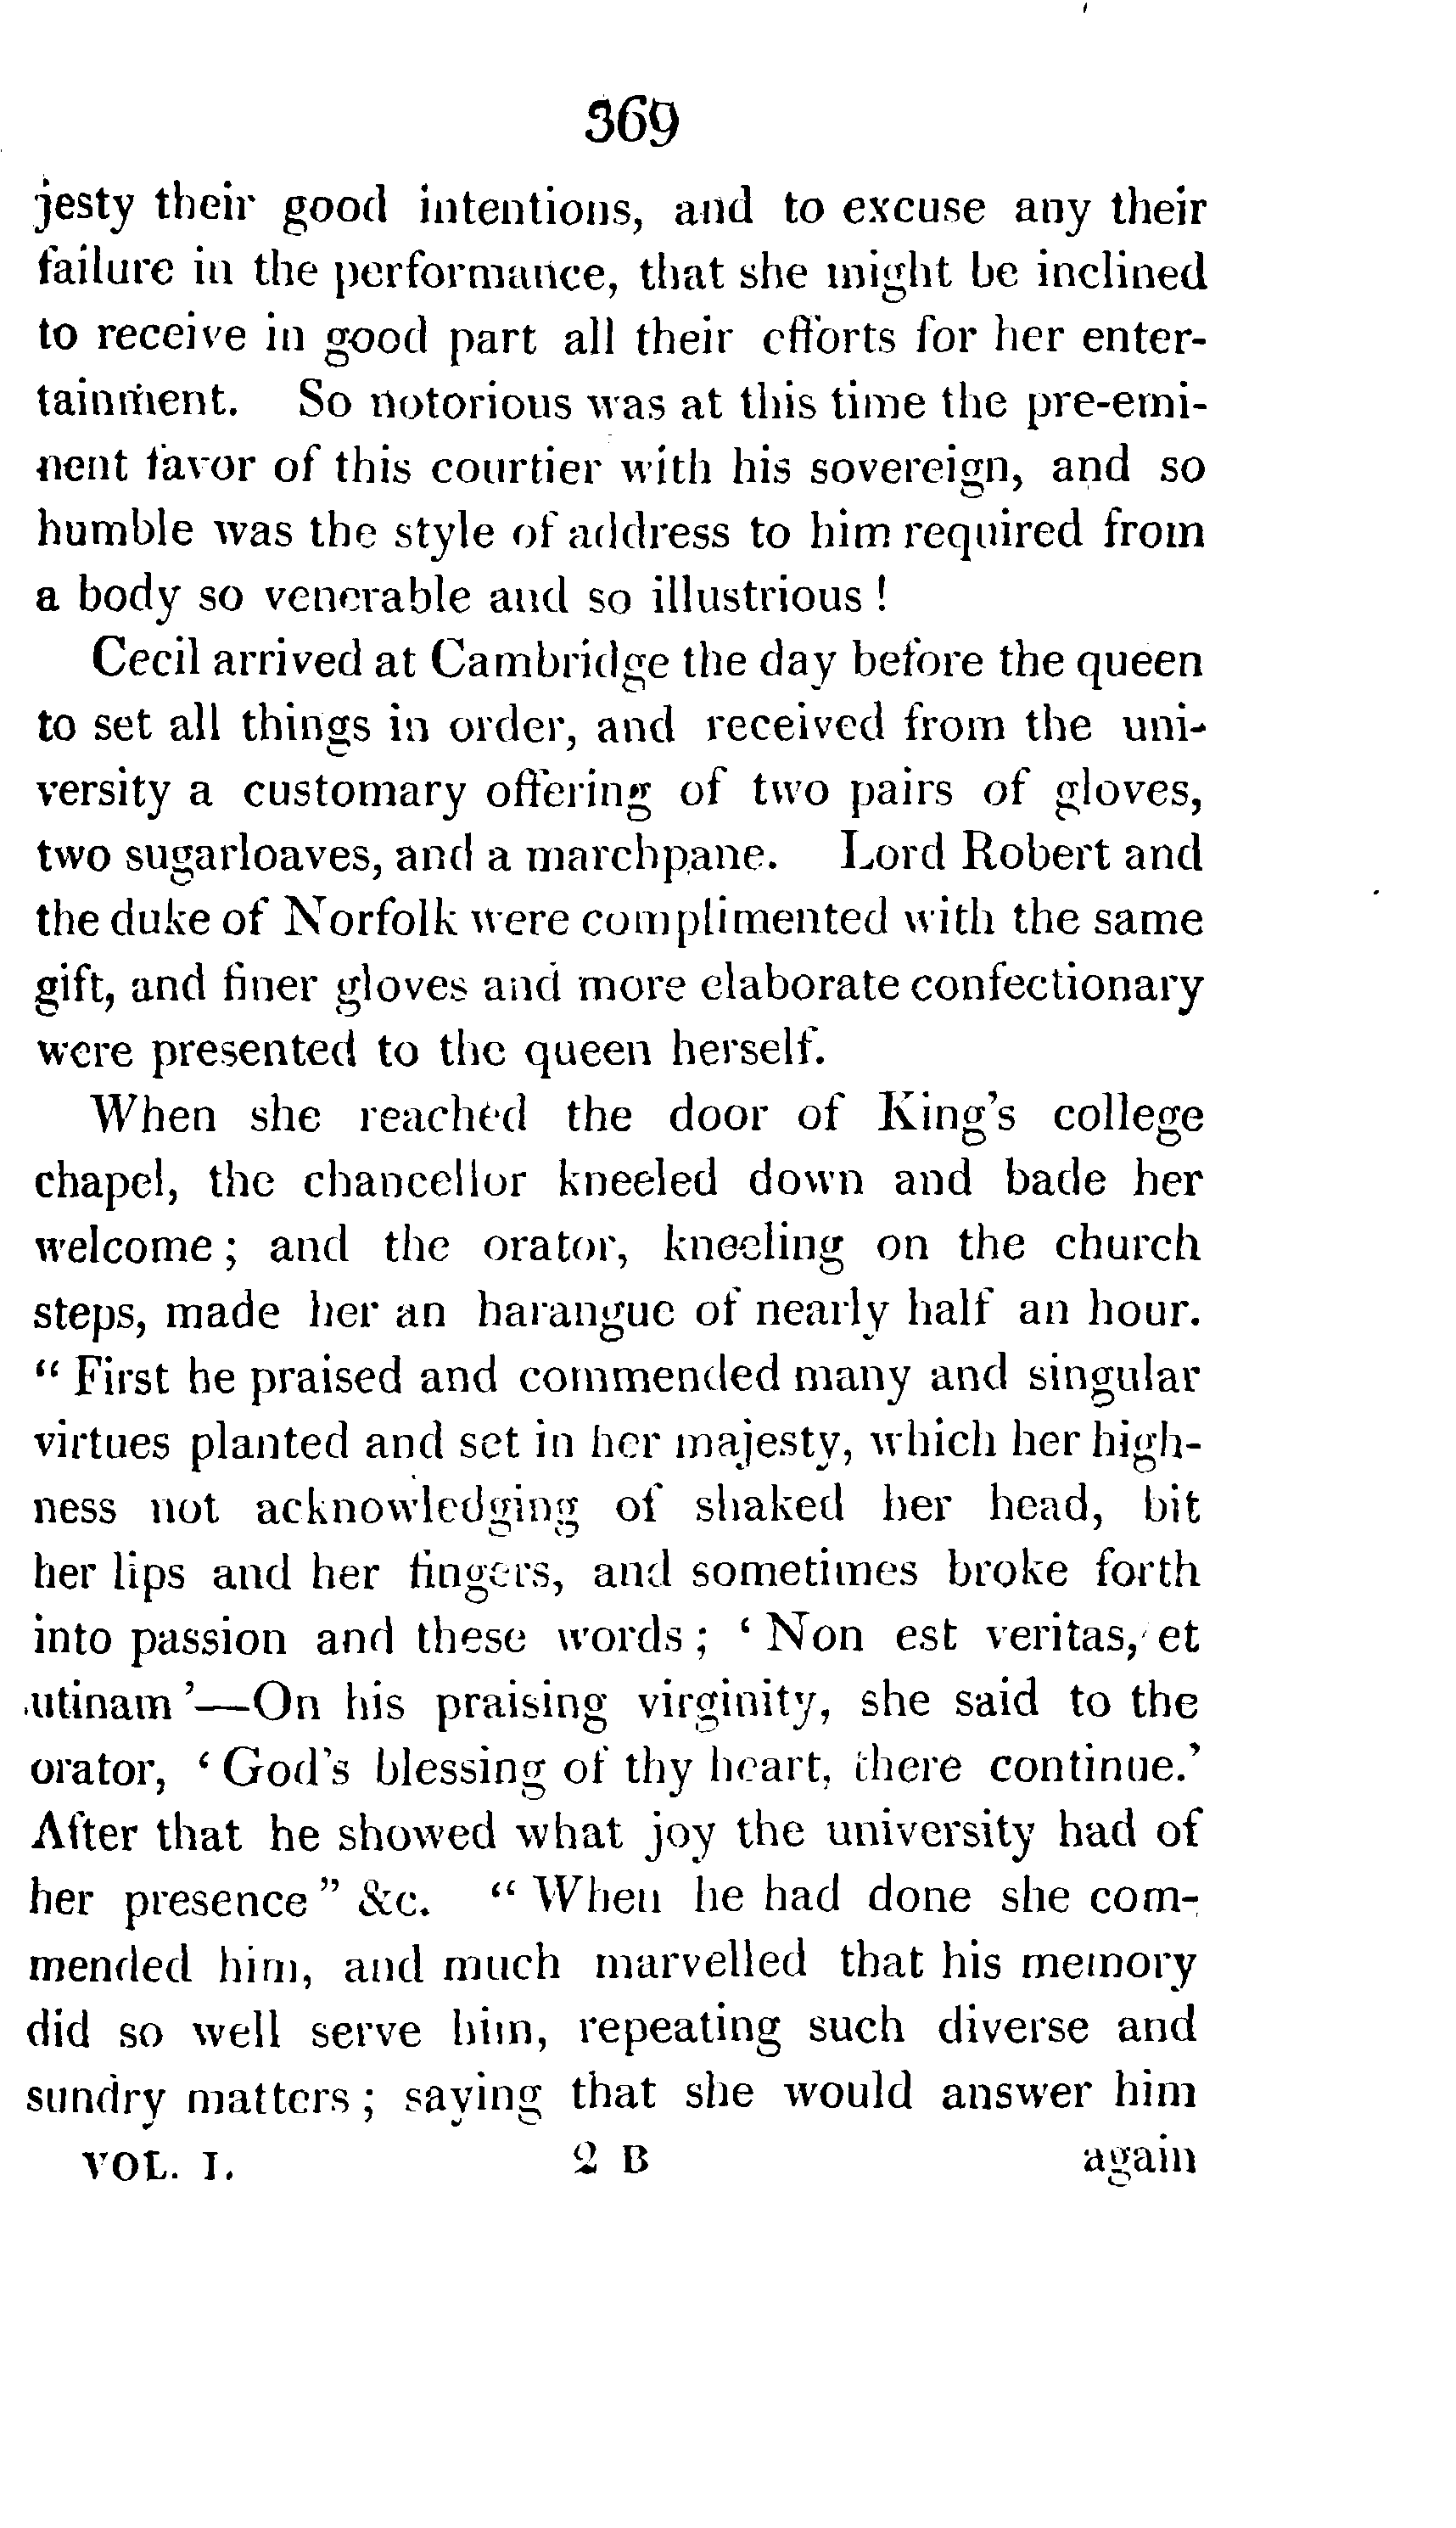 369
jesty their good intentions, and to excuse any their
failure in the performance, that she might be inclined
to receive in good part all their efforts for her enter-
tainment. So notorious was at this time the pre-emi-
nent favor of this courtier with his sovereign, and so
humble was the style of address to him required from
a body so venerable and so illustrious !
Cecil arrived at Cambridge the day before the queen
to set all things in order, and received from the uni-
versity a customary offering of two pairs of gloves,
two sugarloaves, and a marchpane. Lord Robert and
the duke of Norfolk were complimented with the same
gift, and finer gloves and more elaborate confectionary
were presented to the queen herself.
When she reached the door of King's college
chapel, the chancellor kneeled down and bade her
welcome ; and the orator, kneeling on the church
steps, made her an harangue of nearly half an hour.
“ First he praised and commended many and singular
virtues planted and set in her majesty, which her high-
ness not acknowledging of shaked her head, bit
her lips and her fingers, and sometimes broke forth
into passion and these words ; ‘ Non est veritas, et
utinam ’—On his praising virginity, she said to the
orator, ‘ God's blessing of thy heart, there continue.’
After that he showed what joy the university had of
her presence ” &c. “ When he had done she com-
mended him, and much marvelled that his memory
did so well serve him, repeating such diverse and
sundry matters ; saying that she would answer him
VOL. I. 2 B again